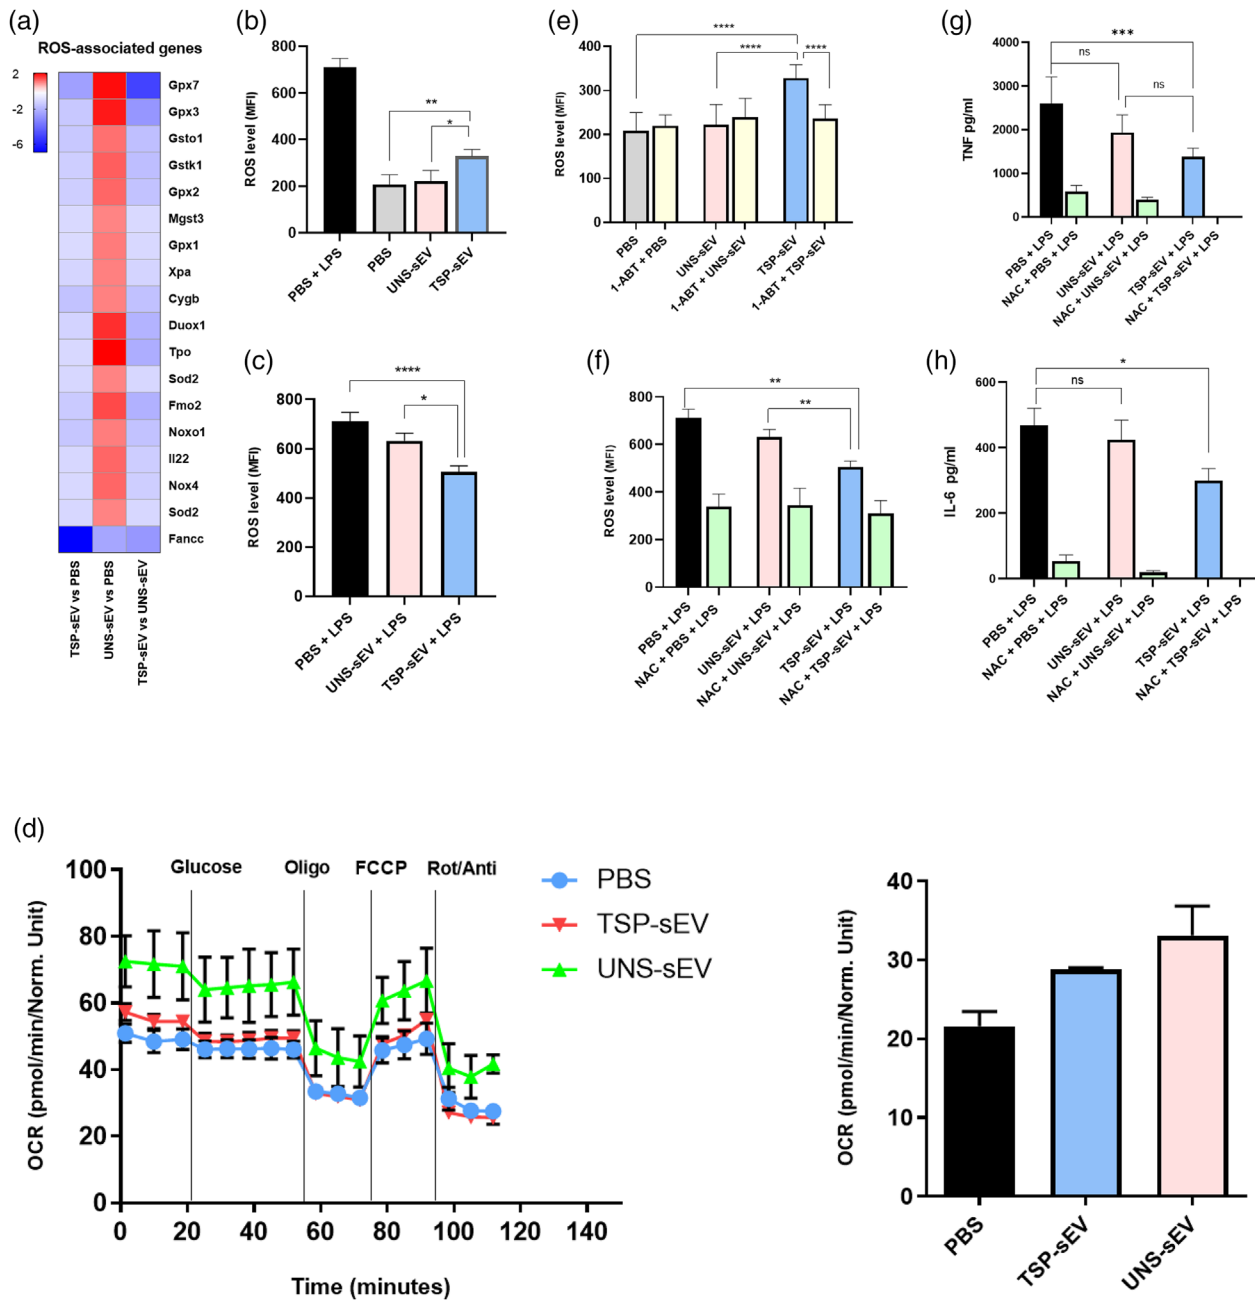 (a)
ROS-associated genes
2
-2
-6
Gpx7
Gpx3
Gsto1
Gstk1
Gpx2
Mgst3
Gpx1
Xpa
Cygb
Duox1
Tpo
Sod2
Fmo2
Noxo1
Il22
Nox4
Sod2
Fancc
TSP-sEV vs PBS
UNS-sEV vs PBS
TSP-sEV vs UNS-sEV
(b)
ROS level (MFI)
800
600
400
200
0
**
*
PBS + LPS
PBS
UNS-sEV
TSP-sEV
(c)
ROS level (MFI)
800
600
400
200
0
****
*
PBS + LPS
UNS-sEV + LPS
TSP-sEV + LPS
(e)
ROS level (MFI)
400
300
200
100
0
****
****
****
PBS
1-ABT + PBS
UNS-sEV
1-ABT + UNS-sEV
TSP-sEV
1-ABT + TSP-sEV
(f)
ROS level (MFI)
800
600
400
200
0
**
**
PBS + LPS
NAC + PBS + LPS
UNS-sEV + LPS
NAC + UNS-sEV + LPS
TSP-sEV + LPS
NAC + TSP-sEV + LPS
(g)
TNF pg/ml
4000
3000
2000
1000
0
***
ns
ns
PBS + LPS
NAC + PBS + LPS
UNS-sEV + LPS
NAC + UNS-sEV + LPS
TSP-sEV + LPS
NAC + TSP-sEV + LPS
(h)
IL-6 pg/ml
600
400
200
0
*
ns
PBS + LPS
NAC + PBS + LPS
UNS-sEV + LPS
NAC + UNS-sEV + LPS
TSP-sEV + LPS
NAC + TSP-sEV + LPS
(d)
OCR (pmol/min/Norm. Unit)
100
80
60
40
20
0
Glucose
Oligo
FCCP
Rot/Anti
PBS
TSP-sEV
UNS-sEV
0 20 40 60 80 100 120 140
Time (minutes)
OCR (pmol/min/Norm. Unit)
40
30
20
10
0
PBS
TSP-sEV
UNS-sEV